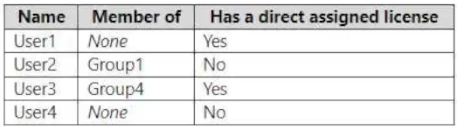 Name Member of Has a direct assigned license
User1 None Yes
User2 Group1 No
User3 Group4 Yes
User4 None No